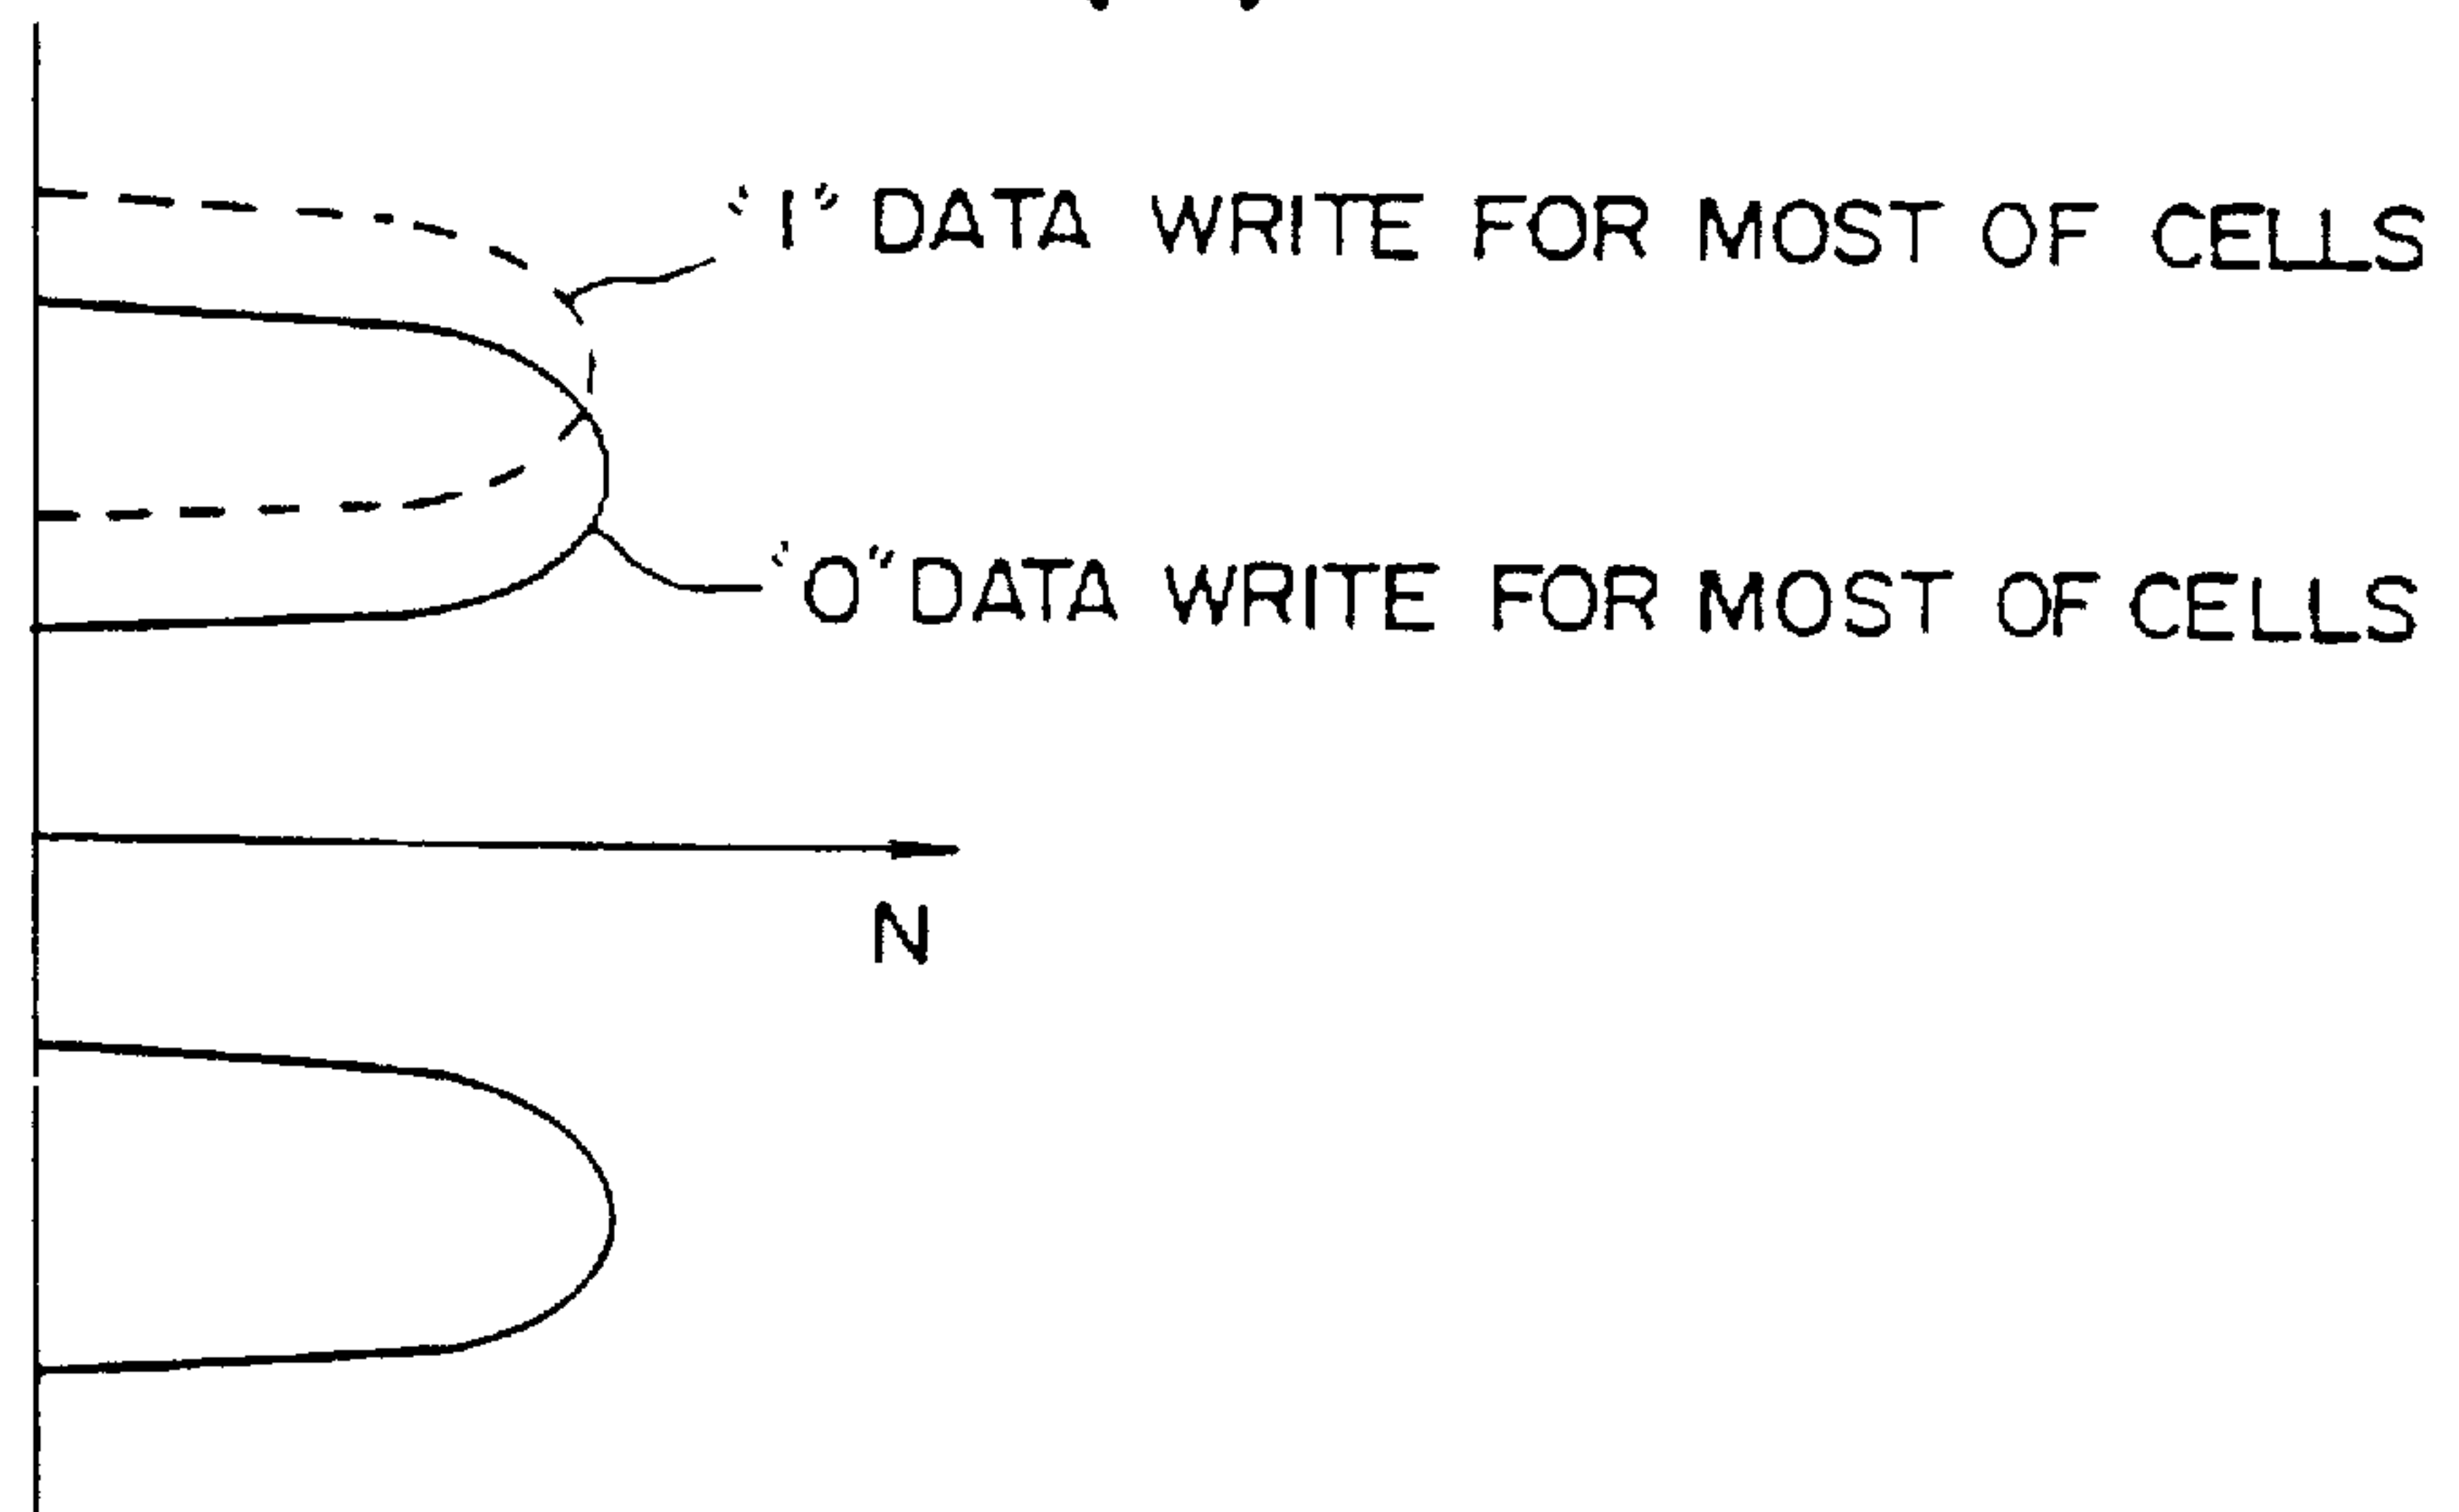 "1" DATA WRITE FOR MOST OF CELLS
"0" DATA WRITE FOR MOST OF CELLS
N